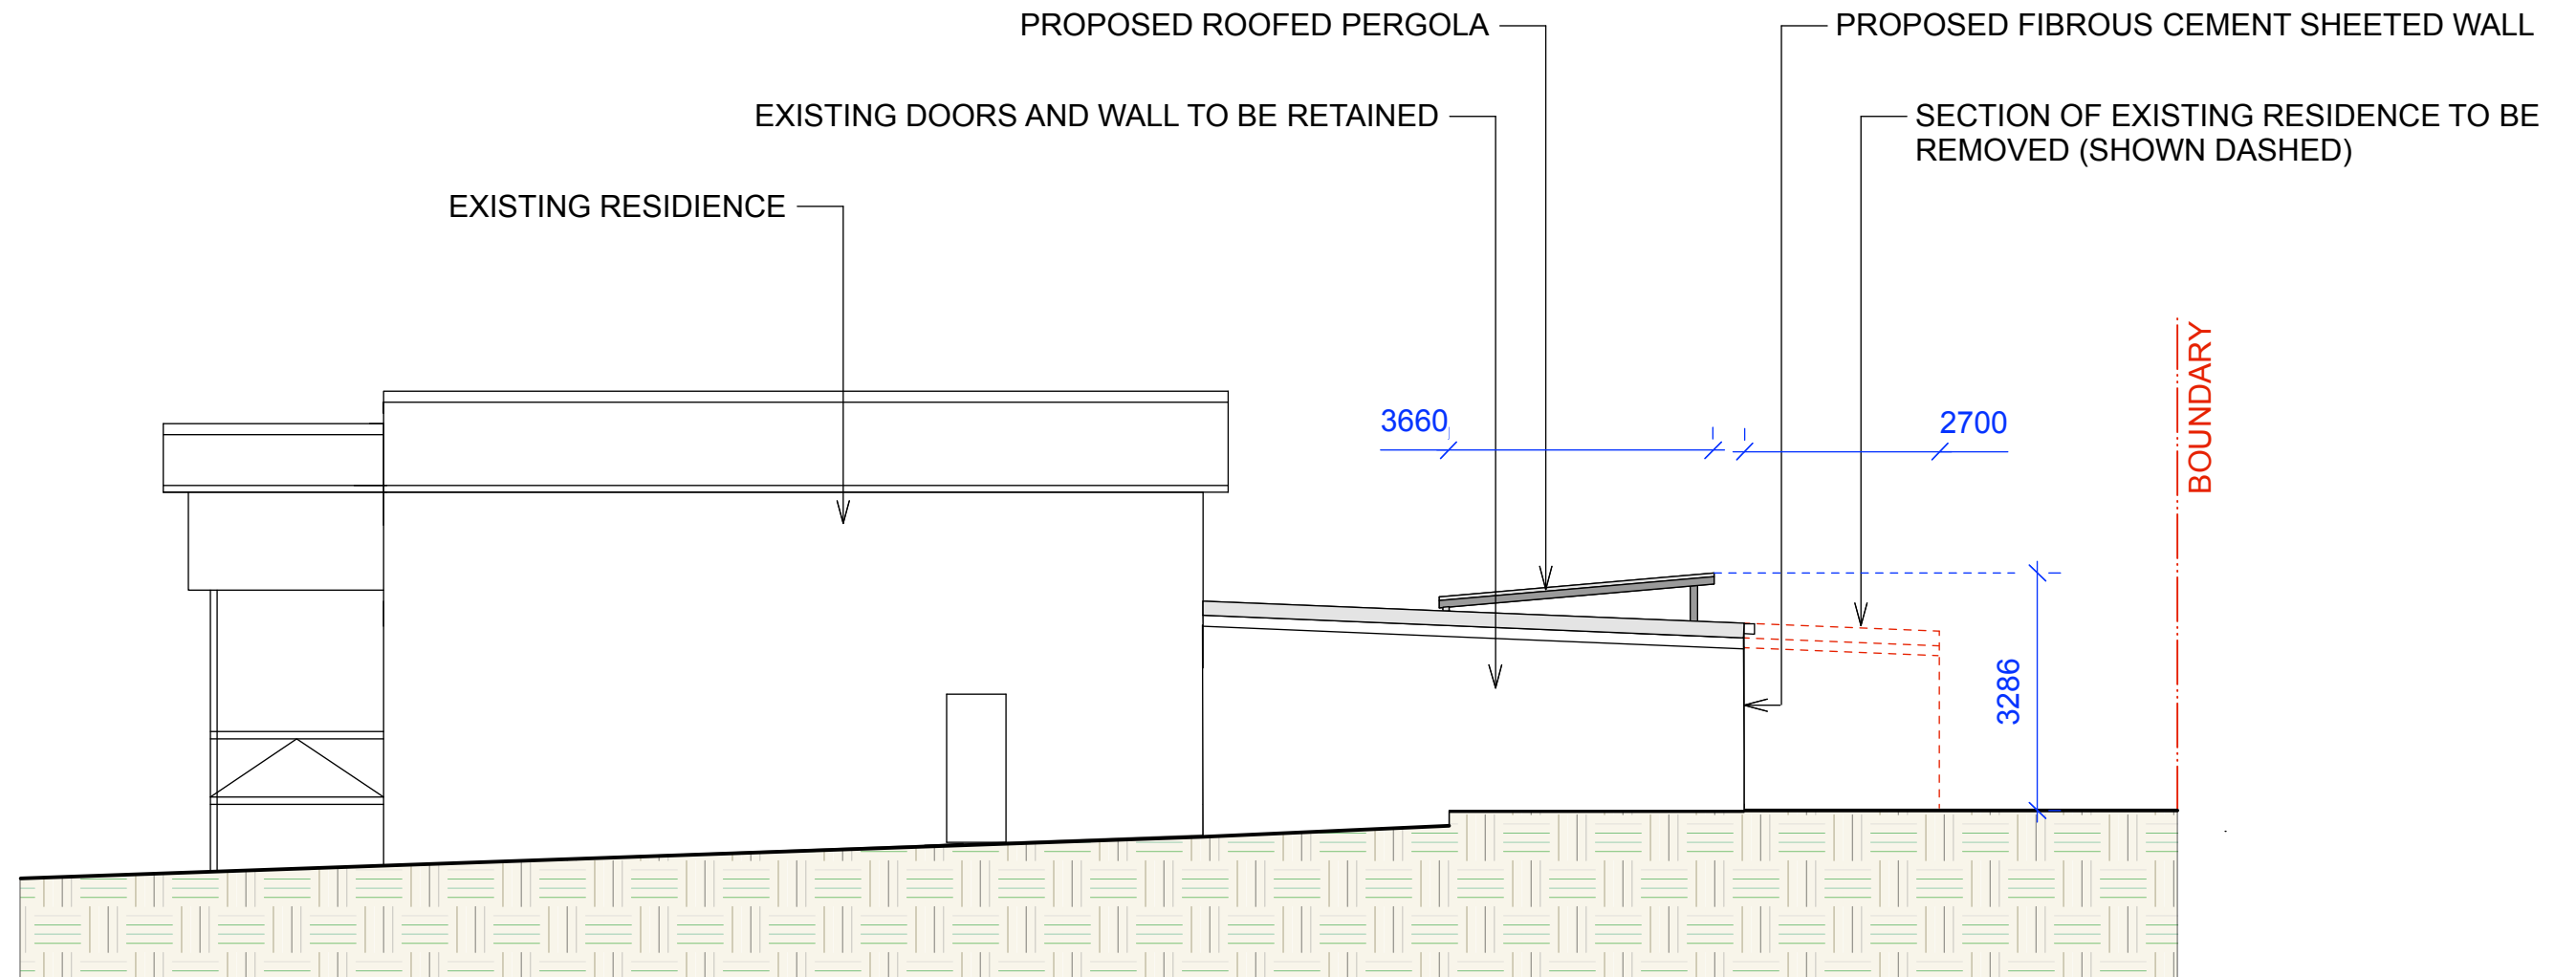 PROPOSED ROOFED PERGOLA
PROPOSED FIBROUS CEMENT SHEETED WALL
EXISTING DOORS AND WALL TO BE RETAINED
SECTION OF EXISTING RESIDENCE TO BE
REMOVED (SHOWN DASHED)
EXISTING RESIDIENCE
BOUNDARY
3660
2700
3286